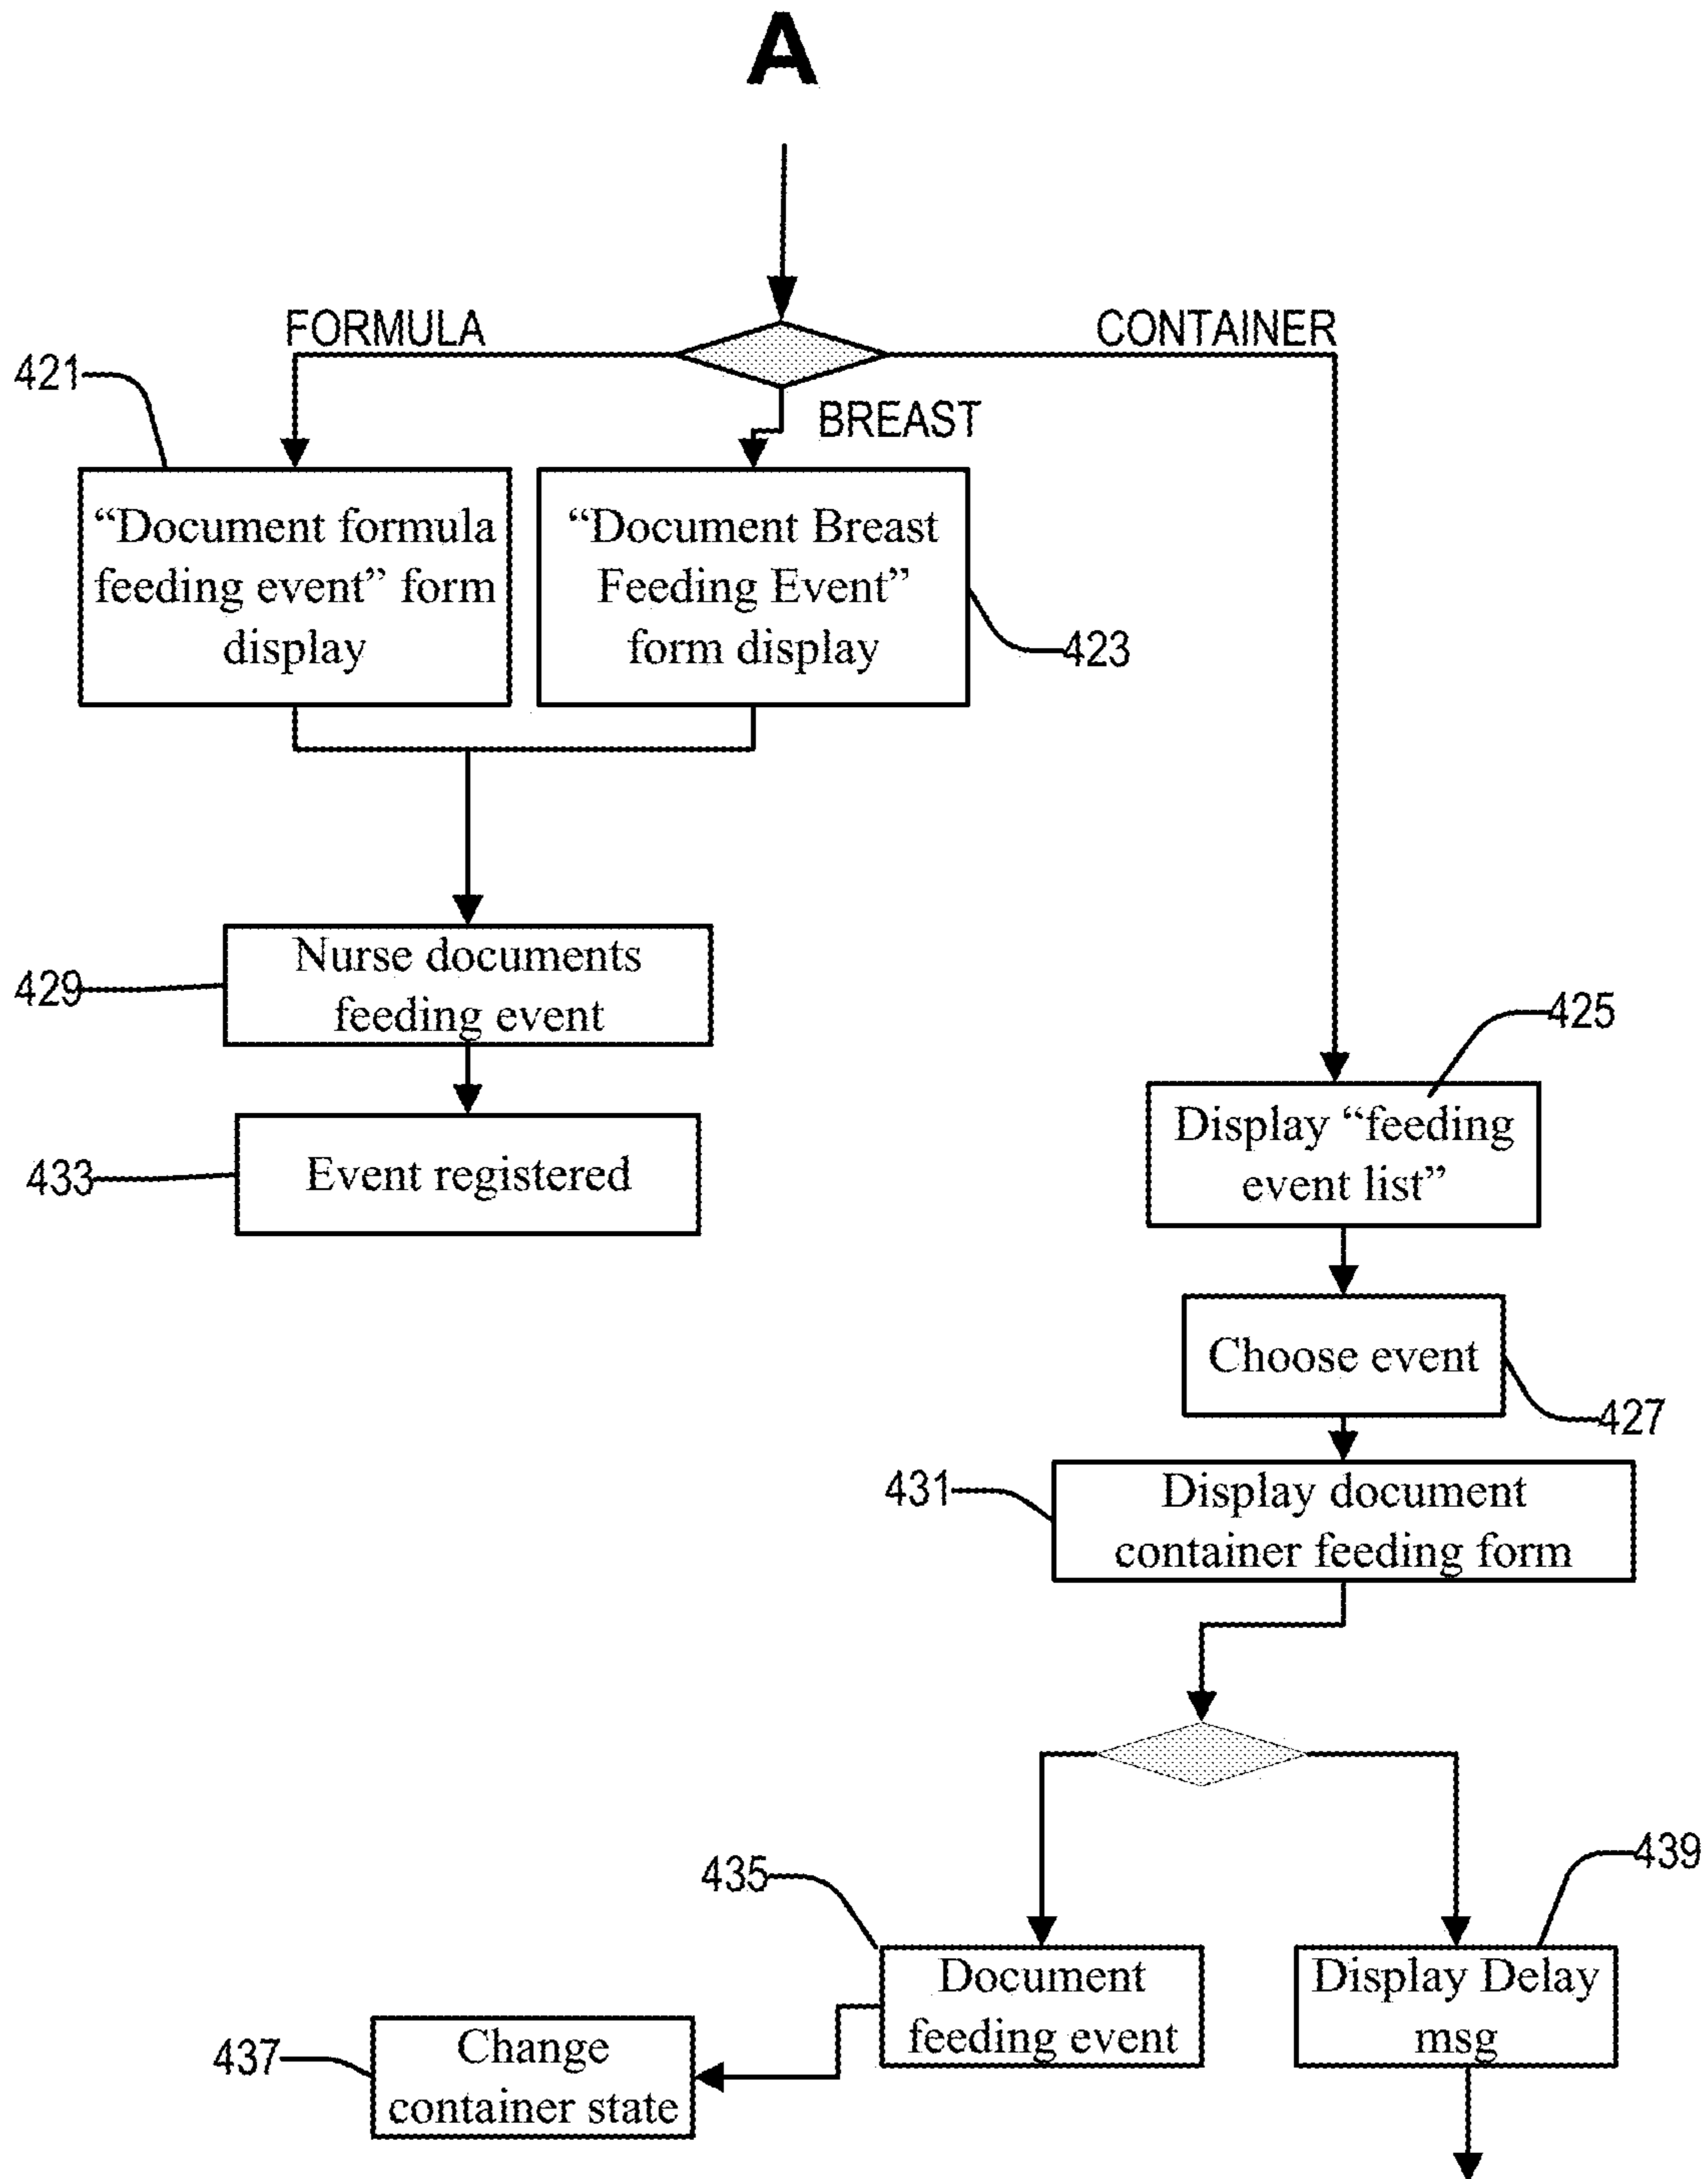 A
FORMULA
CONTAINER
421
BREAST
“Document formula
feeding event” form
display
“Document Breast
Feeding Event”
form display
423
429
Nurse documents
feeding event
425
433
Event registered
Display “feeding
event list”
Choose event
427
431
Display document
container feeding form
435
439
Document
feeding event
Display Delay
msg
437
Change
container state